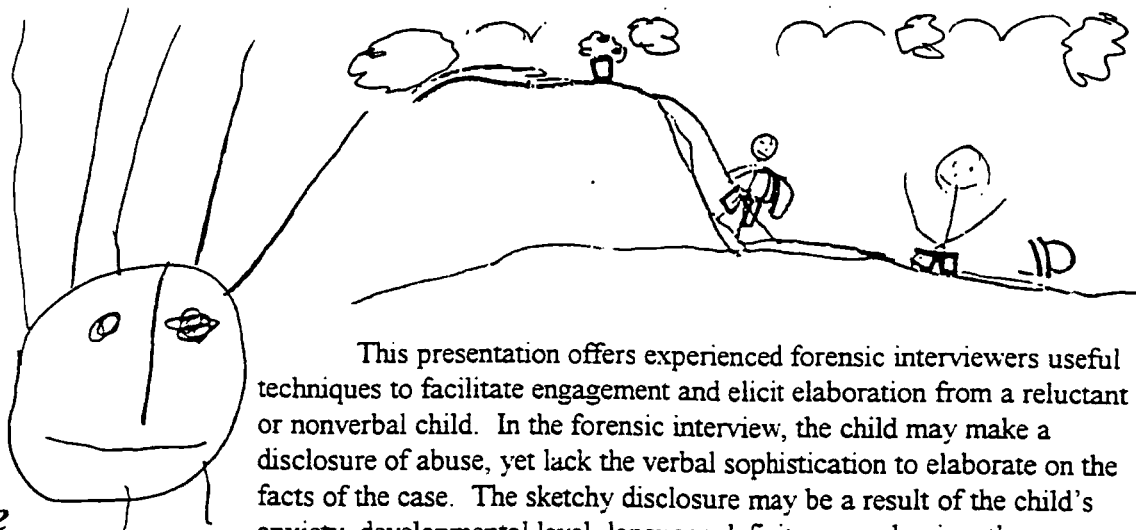 This presentation offers experienced forensic interviewers useful
techniques to facilitate engagement and elicit elaboration from a reluctant
or nonverbal child. In the forensic interview, the child may make a
disclosure of abuse, yet lack the verbal sophistication to elaborate on the
facts of the case. The sketchy disclosure may be a result of the child's